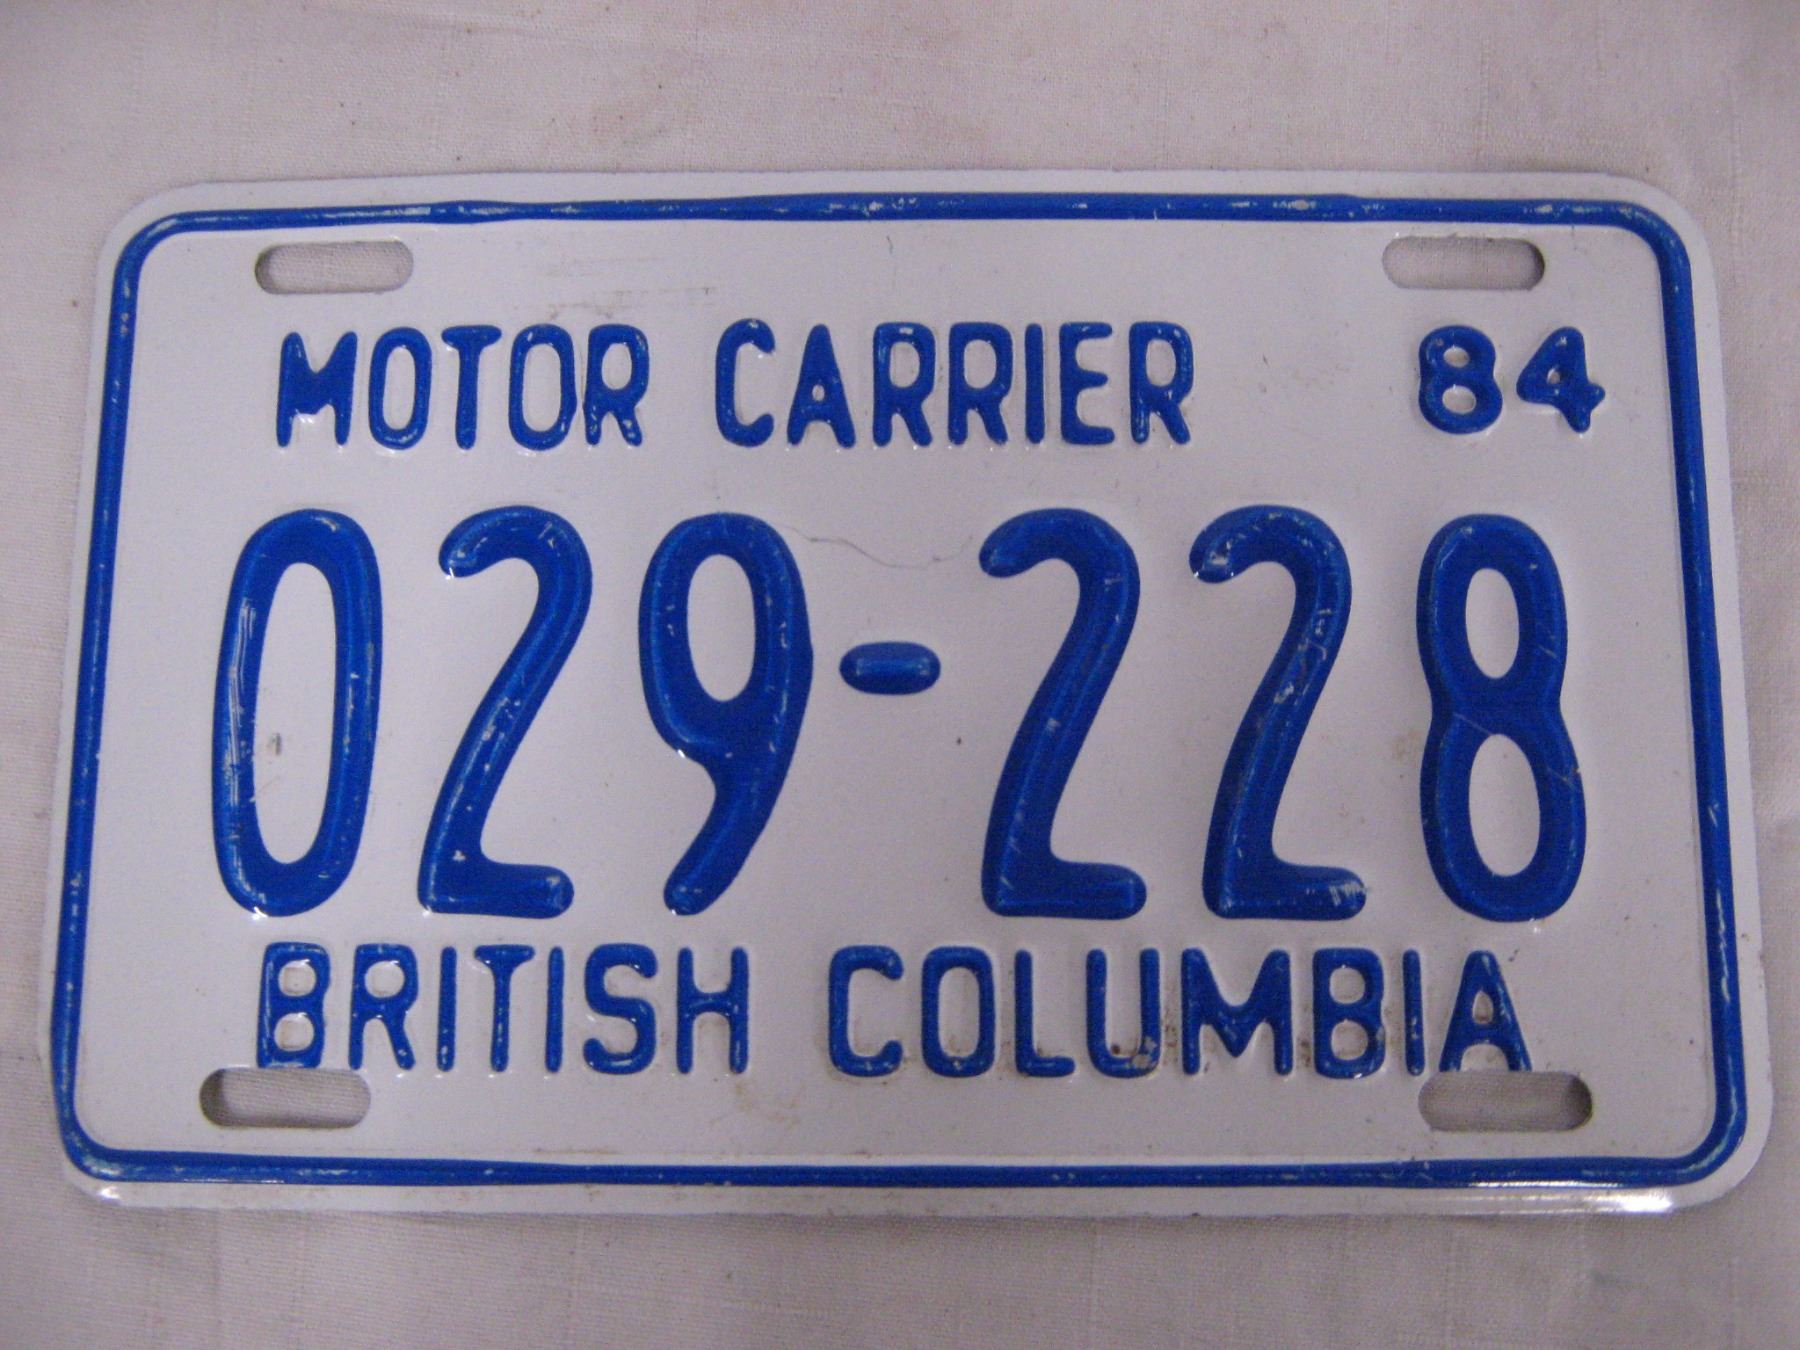 MOTOR CARRIER 84
029-228
BRITISH COLUMBIA